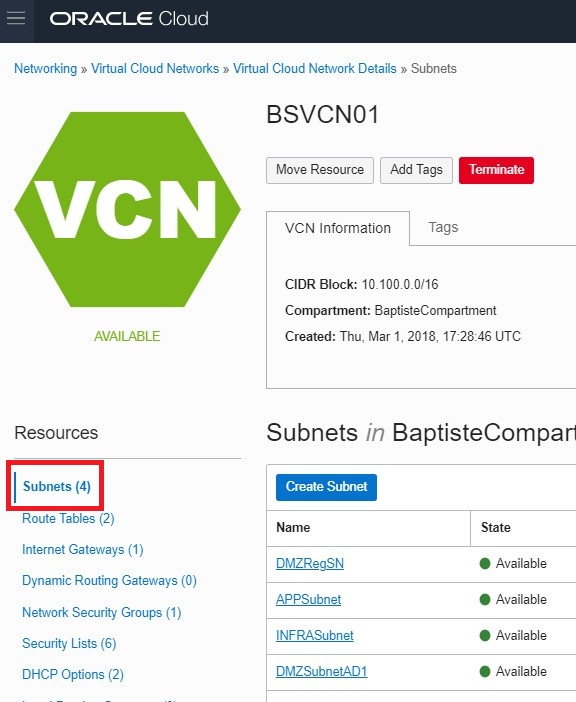 ORACLE Cloud
Networking » Virtual Cloud Networks » Virtual Cloud Network Details » Subnets
VCN
AVAILABLE
BSVCN01
Move Resource Add Tags Terminate
VCN Information Tags
CIDR Block: 10.100.0.0/16
Compartment: BaptisteCompartment
Created: Thu, Mar 1, 2018, 17:28:46 UTC
Resources
Subnets (4)
Route Tables (2)
Internet Gateways (1)
Dynamic Routing Gateways (0)
Network Security Groups (1)
Security Lists (6)
DHCP Options (2)
Subnets in BaptisteCompart
Create Subnet
Name State
DMZRegSN Available
APPSubnet Available
INFRASubnet Available
DMZSubnetAD1 Available